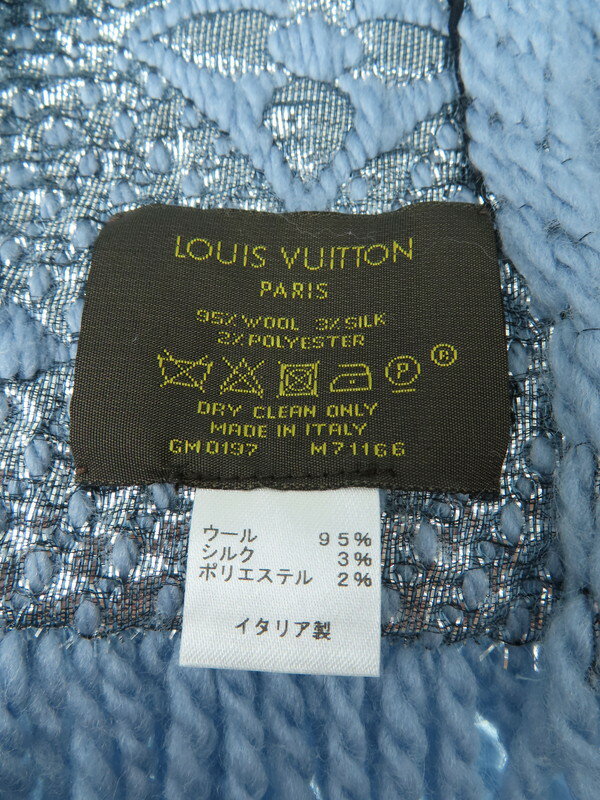 LOUIS VUITTON
PARIS
95% WOOL 3% SILK
2% POLYESTER
P ®
DRY CLEAN ONLY
MADE IN ITALY
GM0197 M71166
ウール 95%
シルク 3%
ポリエステル 2%
イタリア製